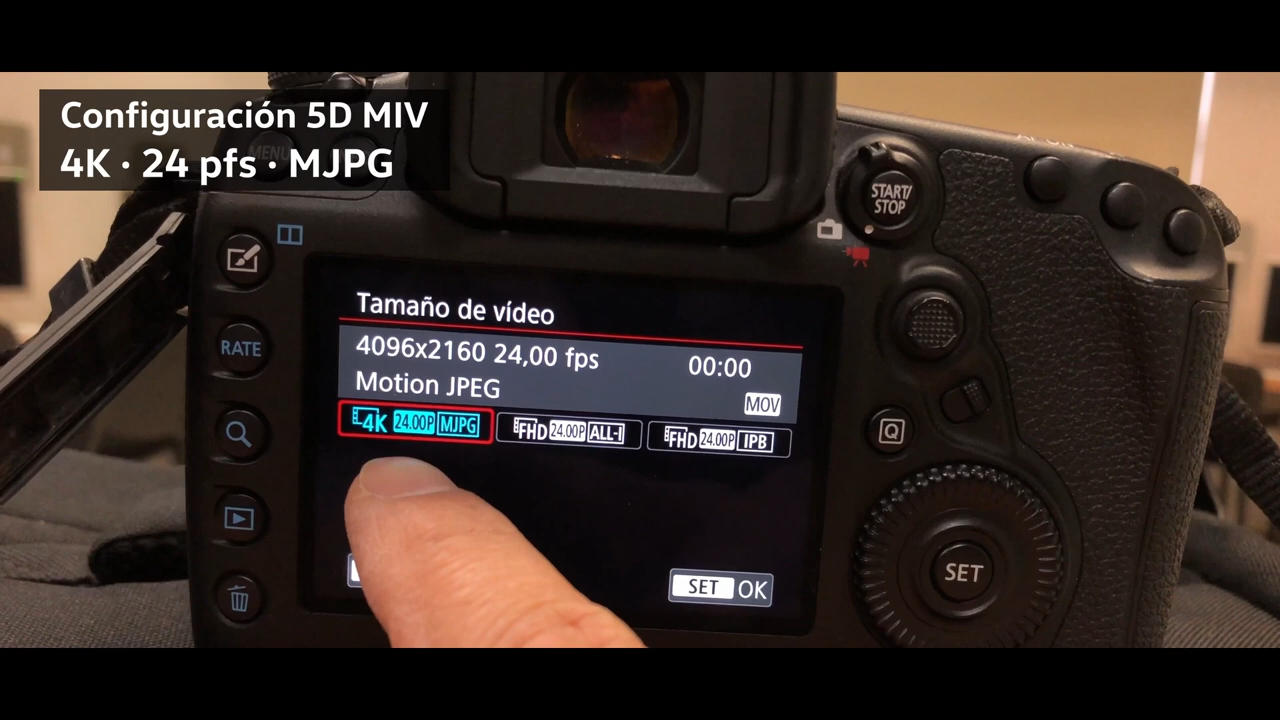 Configuración 5D MIV
4K · 24 pfs · MJPG
MENU
START/
STOP
RATE
Tamaño de vídeo
4096x2160 24,00 fps 00:00
Motion JPEG
MOV
4K 24.00P MJPG
FHD 24.00P ALL-I
FHD 24.00P IPB
Q
SET
SET OK